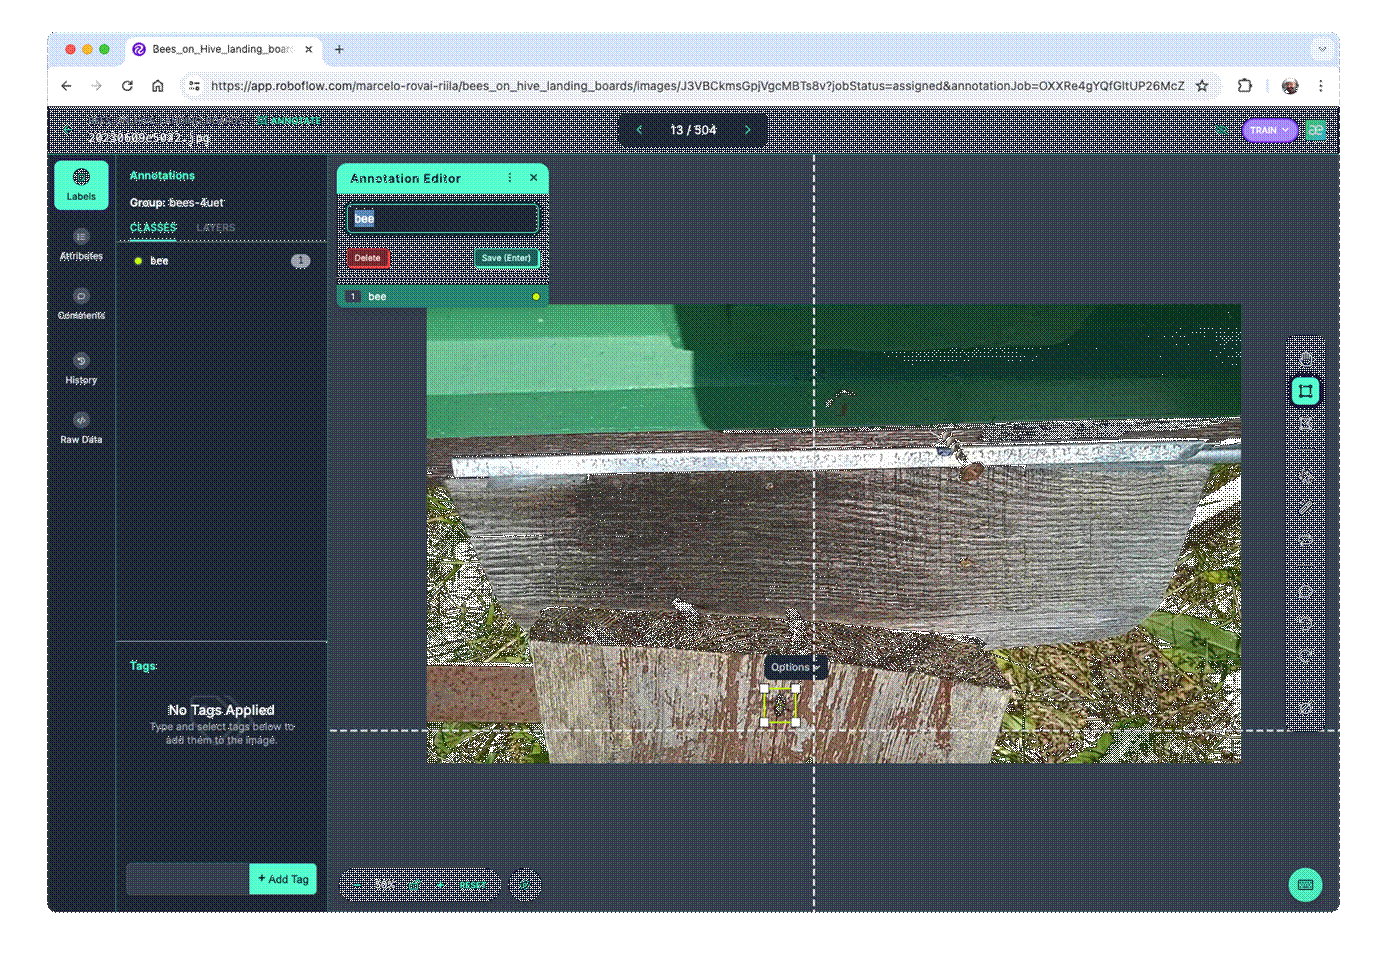 Bees_on_Hive_landing_boar
https://app.roboflow.com/marcelo-rovai-riila/bees_on_hive_landing_boards/images/J3VBCkmsGpjVgcMBTs8v?jobStatus=assigned&annotationJob=OXXRe4gYQfGltUP26McZ
ANNOTATE
13 / 504
TRAIN
Labels
Attributes
Comments
History
Raw Data
Annotations
Group: bees-4uet
CLASSES LAYERS
bee 1
Annotation Editor
bee
Delete Save (Enter)
1 bee
Options
Tags:
No Tags Applied
Type and select tags below to
add them to the image.
+ Add Tag
RESET